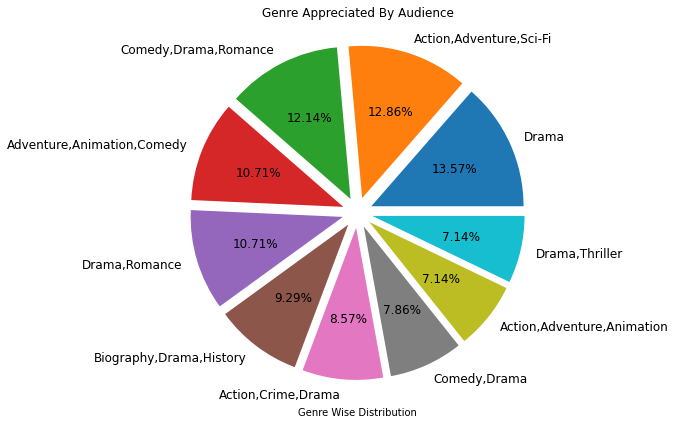 Genre Appreciated By Audience
Action,Adventure,Sci-Fi
Comedy,Drama,Romance
12.86%
12.14%
Drama
Adventure,Animation,Comedy
13.57%
10.71%
7.14%
10.71%
Drama,Thriller
Drama,Romance
7.14%
9.29%
7.86%
8.57%
Action,Adventure,Animation
Biography,Drama,History
Comedy,Drama
Action,Crime,Drama
Genre Wise Distribution